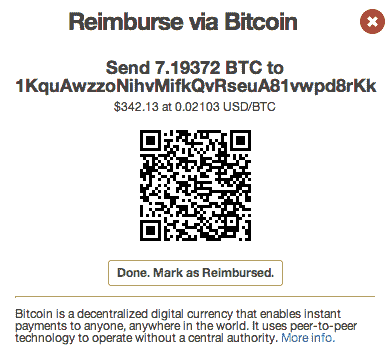 Reimburse via Bitcoin
Send 7.19372 BTC to
1KquAwzzoNihvMifkQvRseuA81vwpd8rKk
$342.13 at 0.02103 USD/BTC
Done. Mark as Reimbursed.
Bitcoin is a decentralized digital currency that enables instant
payments to anyone, anywhere in the world. It uses peer-to-peer
technology to operate without a central authority. More info.